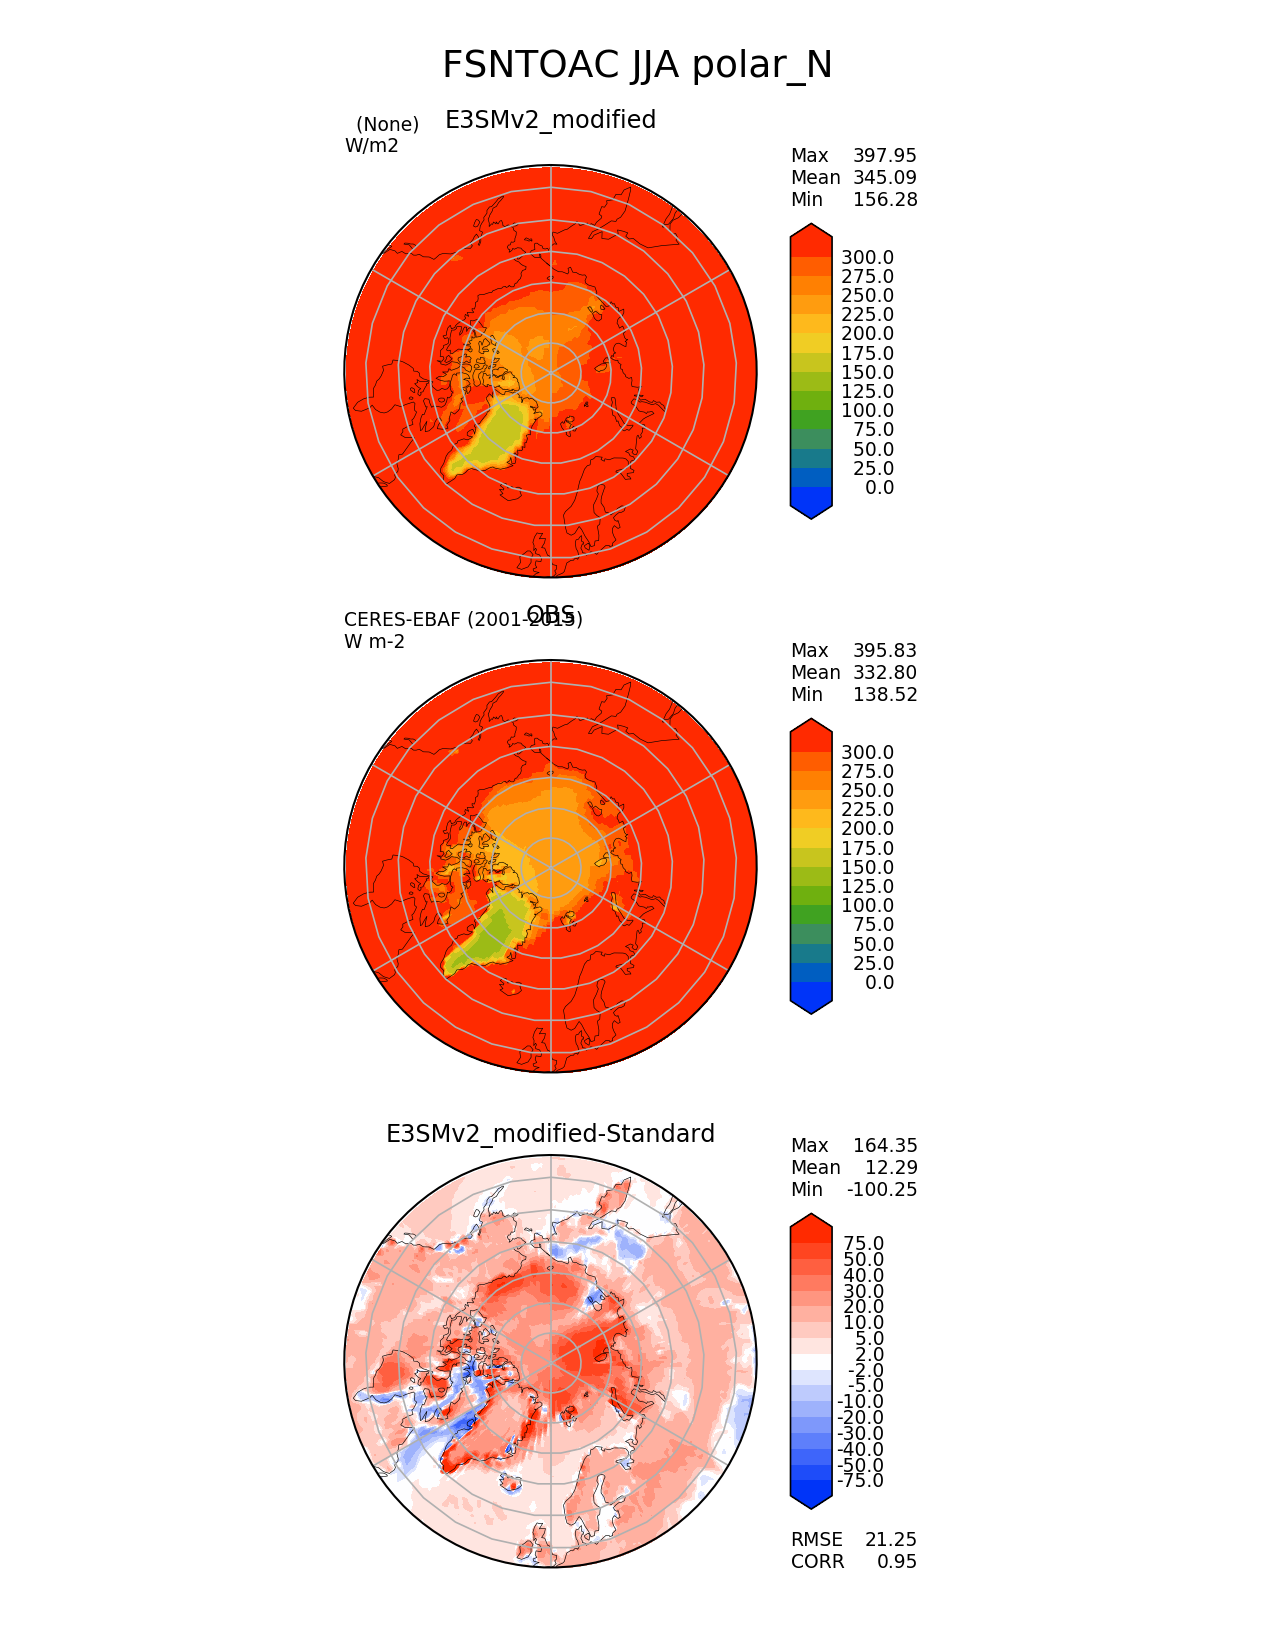 FSNTOAC JJA polar_N
(None)
E3SMv2_modified
W/m2
Max 397.95
Mean 345.09
Min 156.28
300.0
275.0
250.0
225.0
200.0
175.0
150.0
125.0
100.0
75.0
50.0
25.0
0.0
OBS
CERES-EBAF (2001-2015)
W m-2
Max 395.83
Mean 332.80
Min 138.52
300.0
275.0
250.0
225.0
200.0
175.0
150.0
125.0
100.0
75.0
50.0
25.0
0.0
E3SMv2_modified-Standard
Max 164.35
Mean 12.29
Min -100.25
75.0
50.0
40.0
30.0
20.0
10.0
5.0
2.0
-2.0
-5.0
-10.0
-20.0
-30.0
-40.0
-50.0
-75.0
RMSE 21.25
CORR 0.95